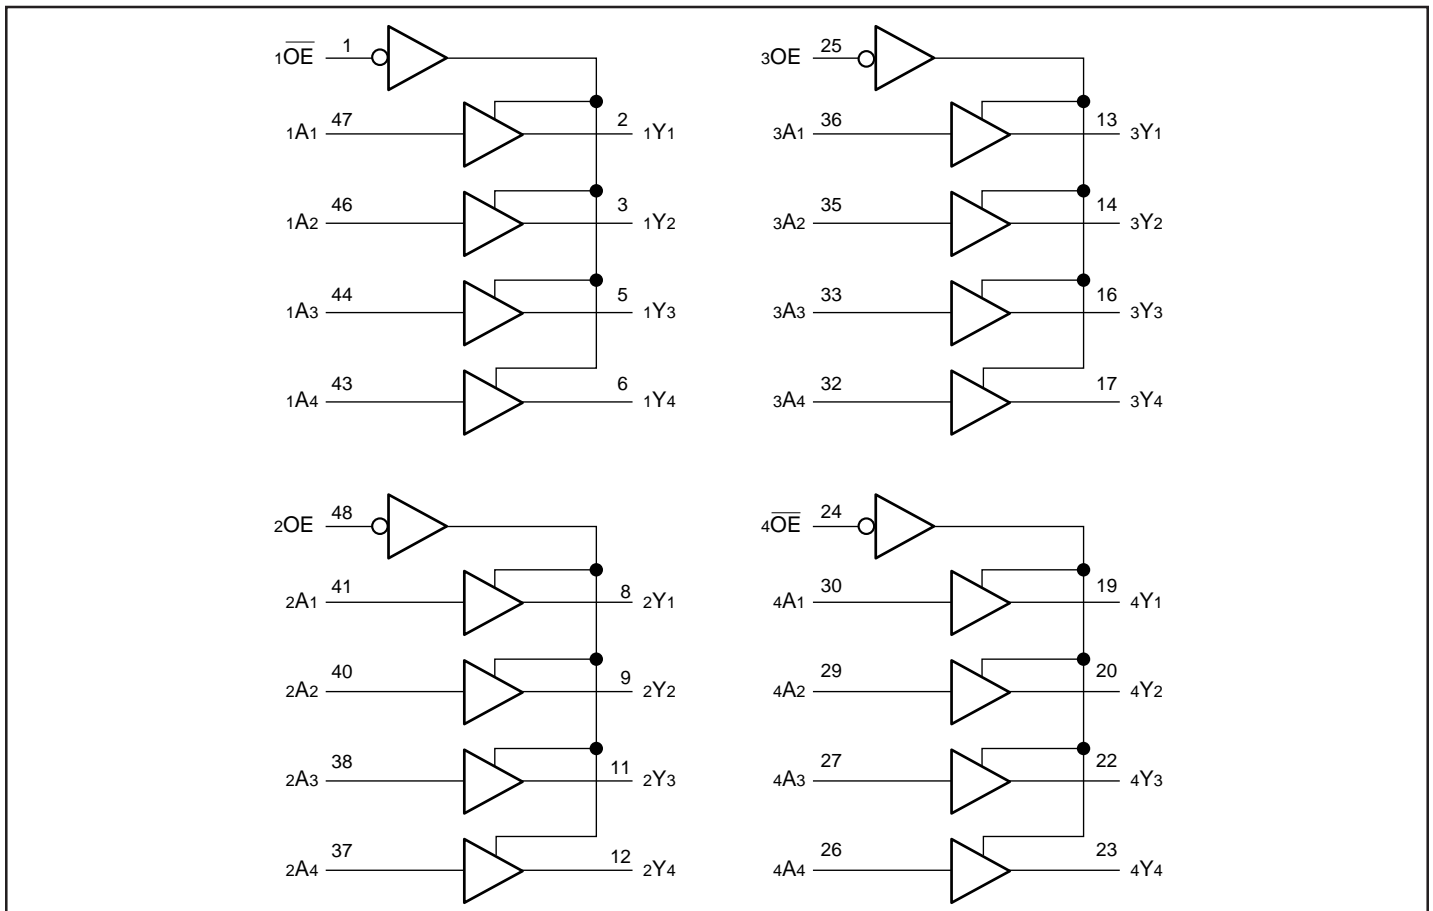 1O̅E̅ 1
1A1 47 2 1Y1
1A2 46 3 1Y2
1A3 44 5 1Y3
1A4 43 6 1Y4
3OE 25
3A1 36 13 3Y1
3A2 35 14 3Y2
3A3 33 16 3Y3
3A4 32 17 3Y4
2OE 48
2A1 41 8 2Y1
2A2 40 9 2Y2
2A3 38 11 2Y3
2A4 37 12 2Y4
4O̅E̅ 24
4A1 30 19 4Y1
4A2 29 20 4Y2
4A3 27 22 4Y3
4A4 26 23 4Y4